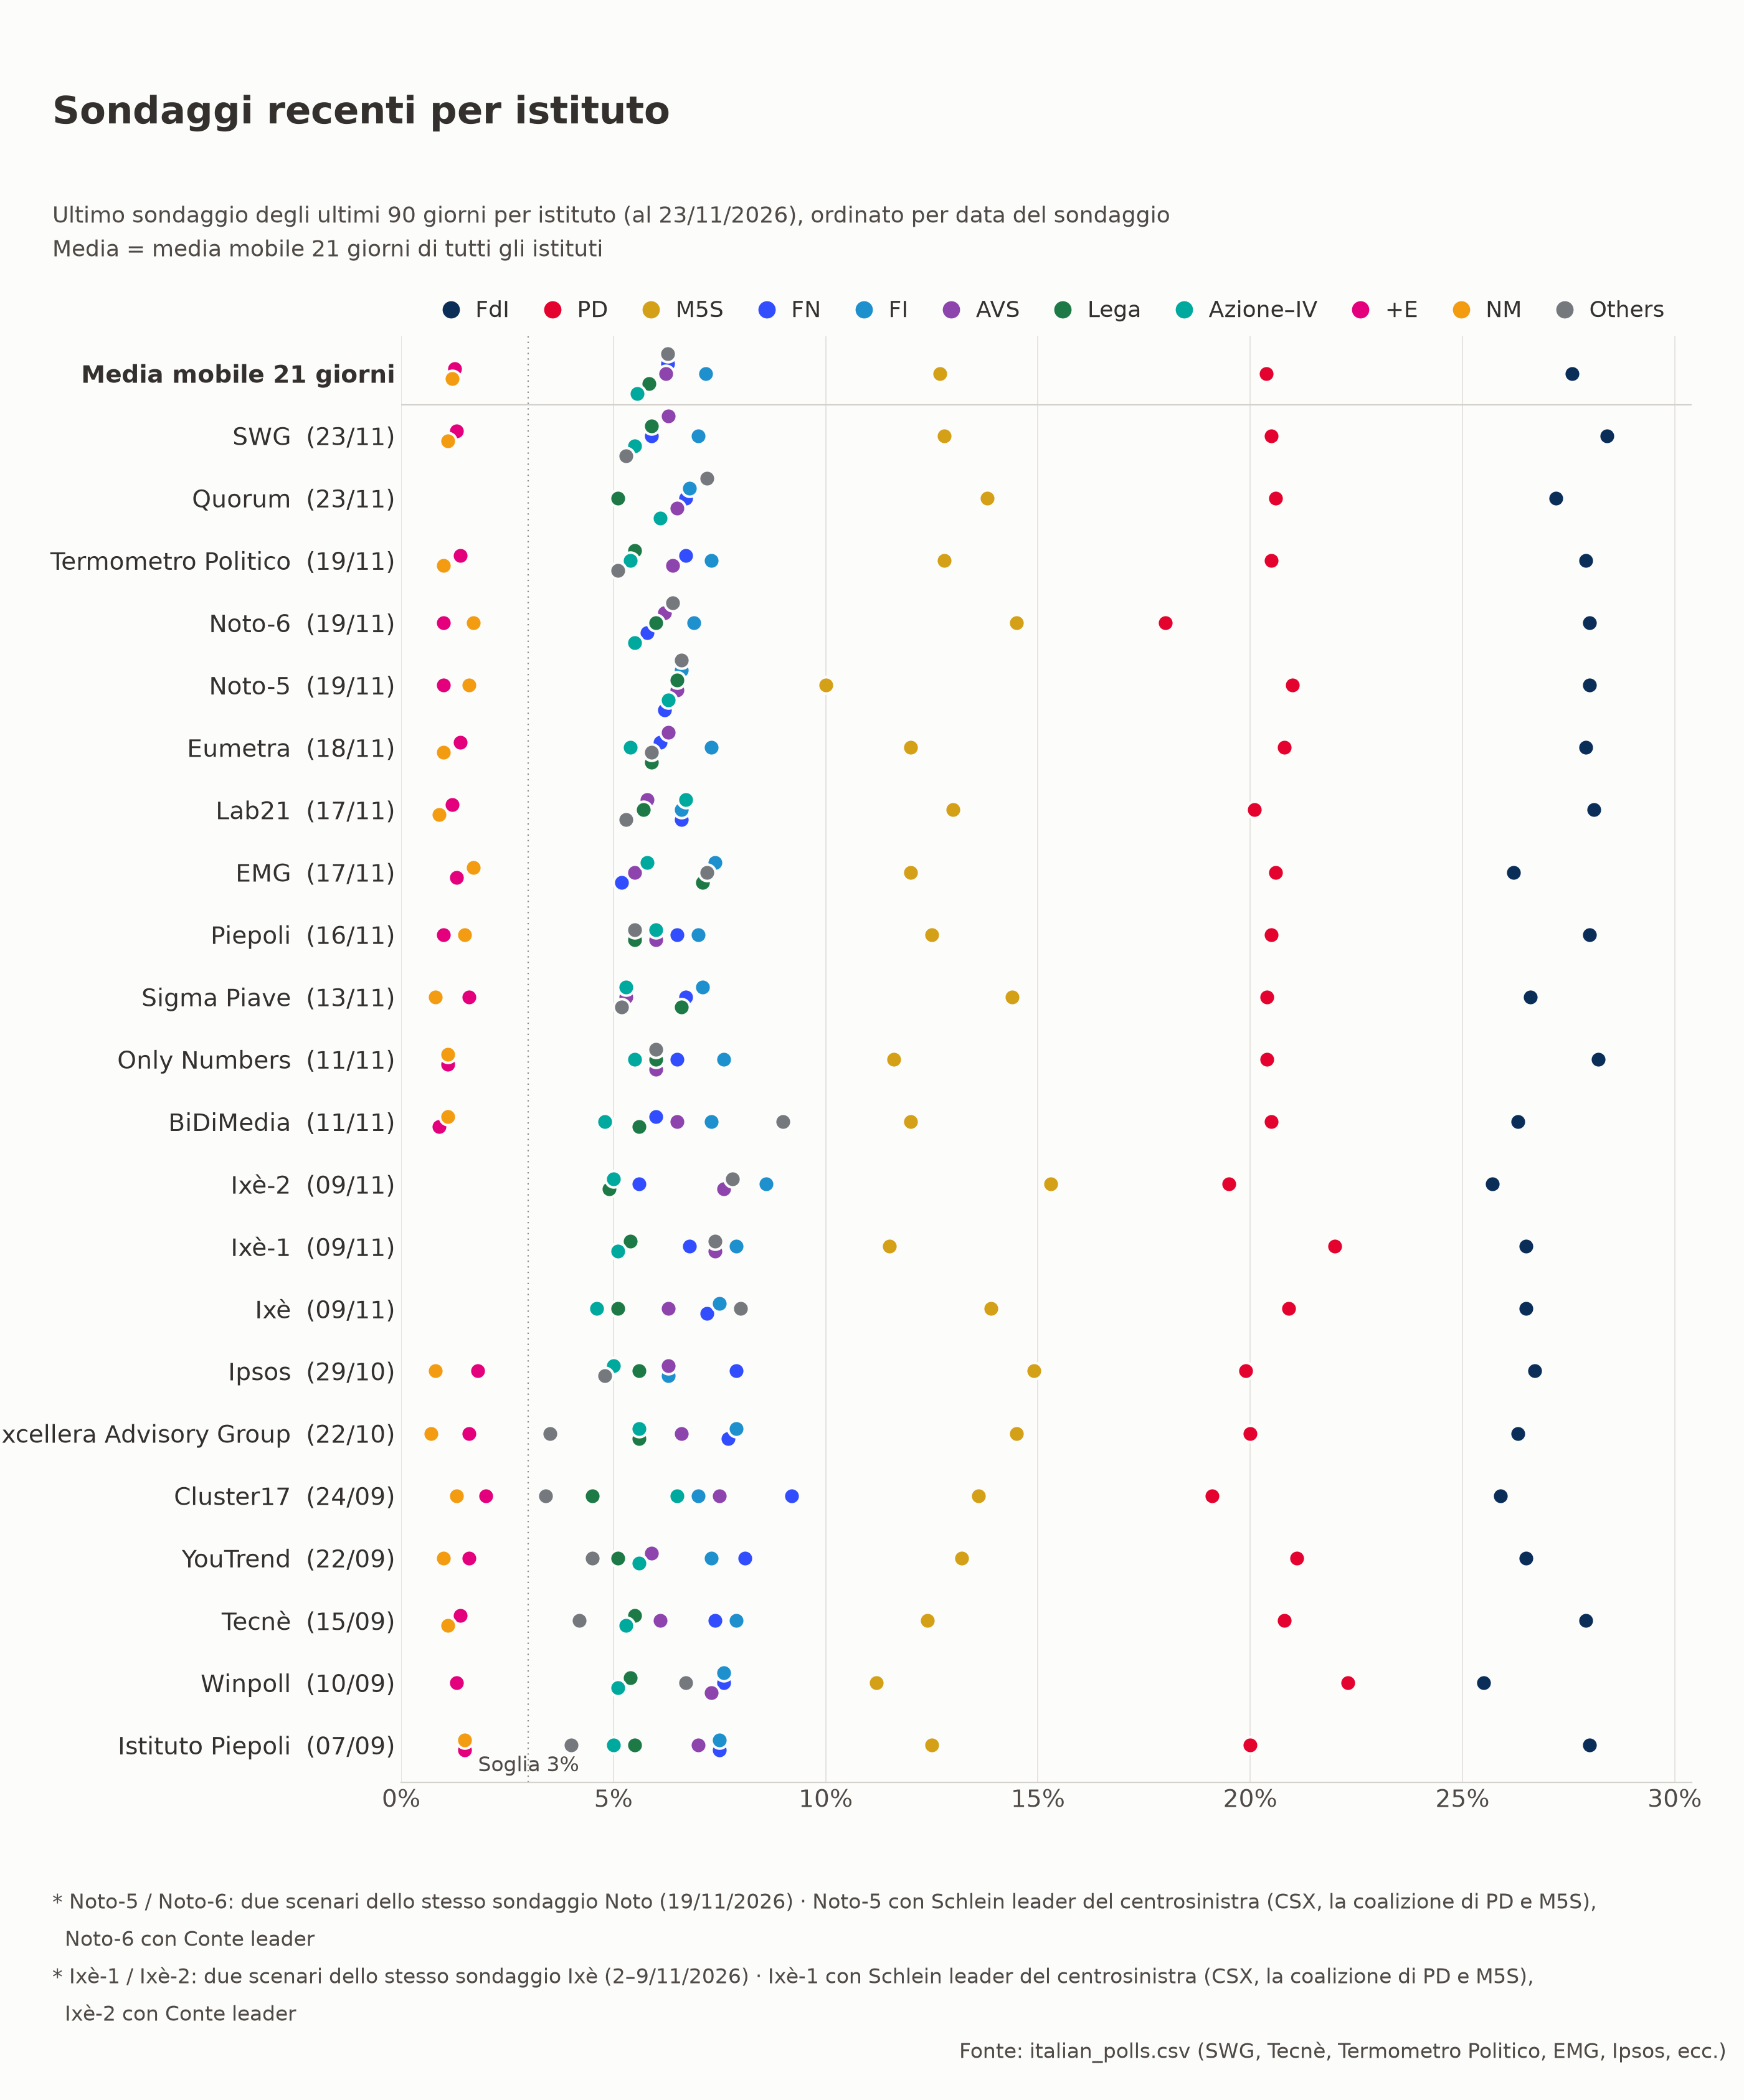 Sondaggi recenti per istituto
Ultimo sondaggio degli ultimi 90 giorni per istituto (al 23/11/2026), ordinato per data del sondaggio
Media = media mobile 21 giorni di tutti gli istituti
FdI PD M5S FN FI AVS Lega Azione–IV +E NM Others
Media mobile 21 giorni
SWG (23/11)
Quorum (23/11)
Termometro Politico (19/11)
Noto-6 (19/11)
Noto-5 (19/11)
Eumetra (18/11)
Lab21 (17/11)
EMG (17/11)
Piepoli (16/11)
Sigma Piave (13/11)
Only Numbers (11/11)
BiDiMedia (11/11)
Ixè-2 (09/11)
Ixè-1 (09/11)
Ixè (09/11)
Ipsos (29/10)
xcellera Advisory Group (22/10)
Cluster17 (24/09)
YouTrend (22/09)
Tecnè (15/09)
Winpoll (10/09)
Istituto Piepoli (07/09)
Soglia 3%
0% 5% 10% 15% 20% 25% 30%
* Noto-5 / Noto-6: due scenari dello stesso sondaggio Noto (19/11/2026) · Noto-5 con Schlein leader del centrosinistra (CSX, la coalizione di PD e M5S),
Noto-6 con Conte leader
* Ixè-1 / Ixè-2: due scenari dello stesso sondaggio Ixè (2–9/11/2026) · Ixè-1 con Schlein leader del centrosinistra (CSX, la coalizione di PD e M5S),
Ixè-2 con Conte leader
Fonte: italian_polls.csv (SWG, Tecnè, Termometro Politico, EMG, Ipsos, ecc.)